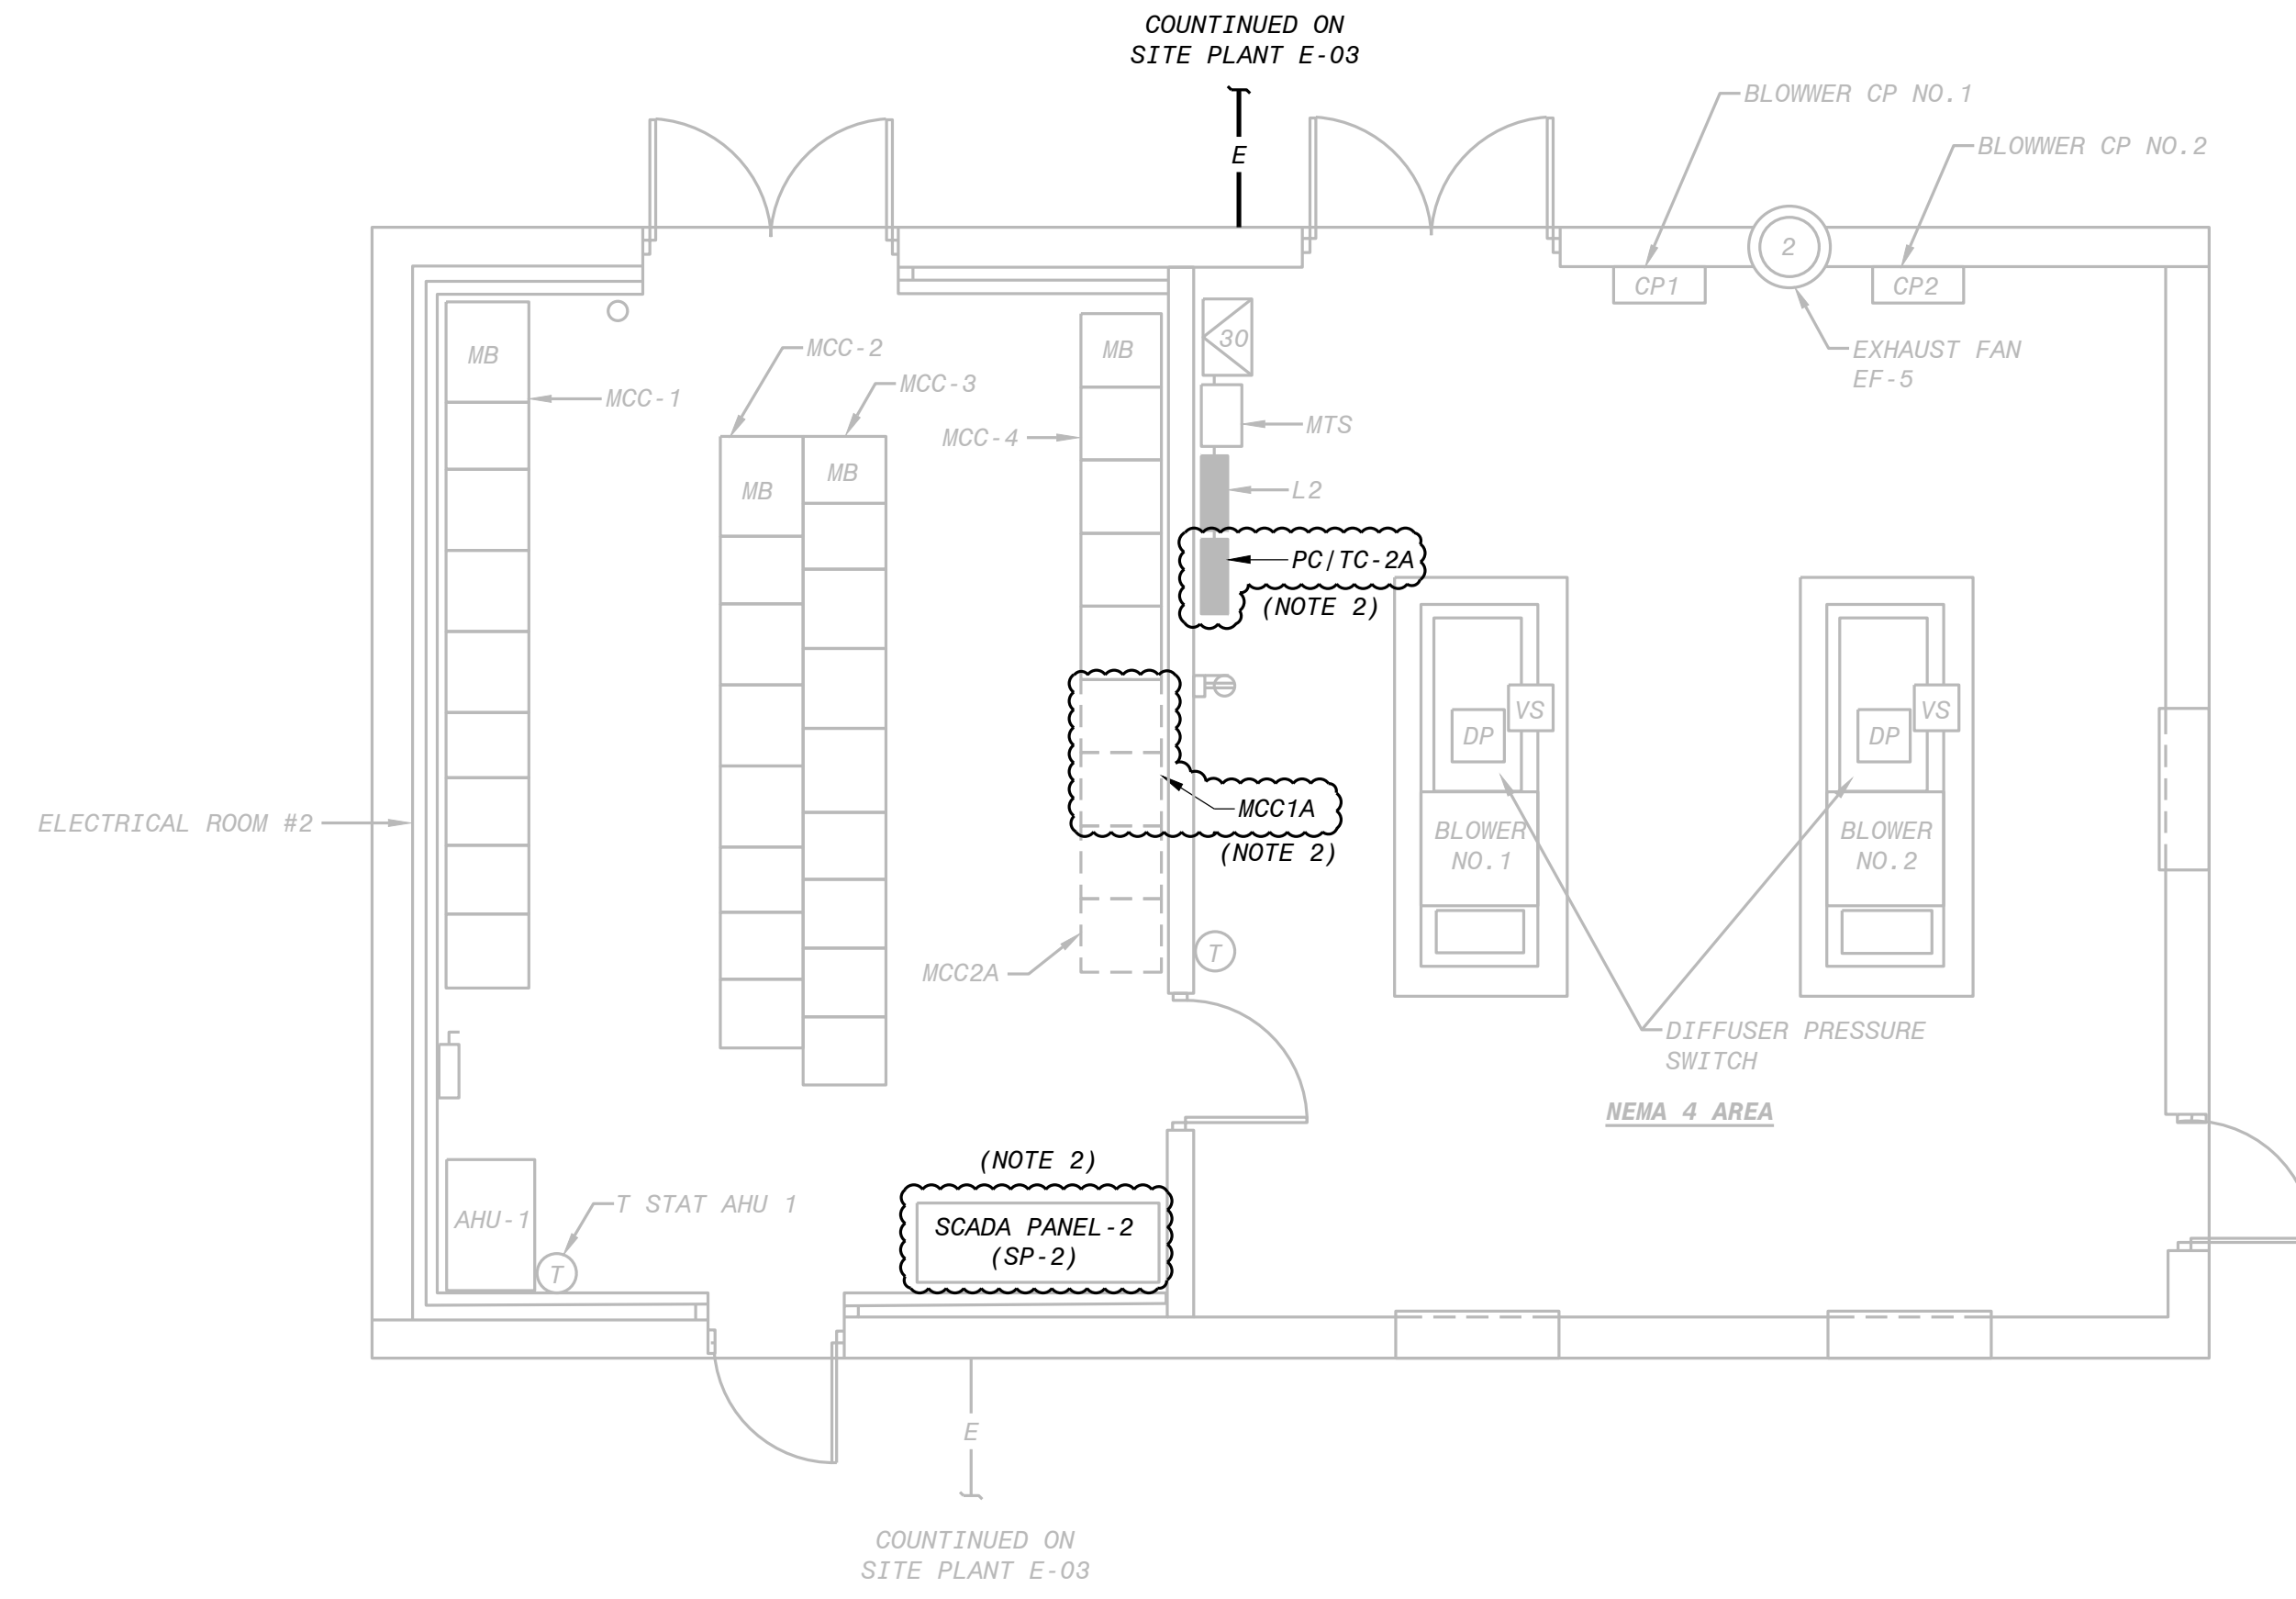 COUNTINUED ON
SITE PLANT E-03
E
BLOWWER CP NO.1
BLOWWER CP NO.2
2
CP1
CP2
EXHAUST FAN
EF-5
MB
MCC-1
MCC-2
MCC-3
MB
MB
MB
MCC-4
30
MTS
L2
PC/TC-2A
(NOTE 2)
MCC1A
(NOTE 2)
MCC2A
T
ELECTRICAL ROOM #2
VS
DP
BLOWER
NO.1
VS
DP
BLOWER
NO.2
DIFFUSER PRESSURE
SWITCH
NEMA 4 AREA
(NOTE 2)
SCADA PANEL-2
(SP-2)
AHU-1
T STAT AHU 1
T
E
COUNTINUED ON
SITE PLANT E-03